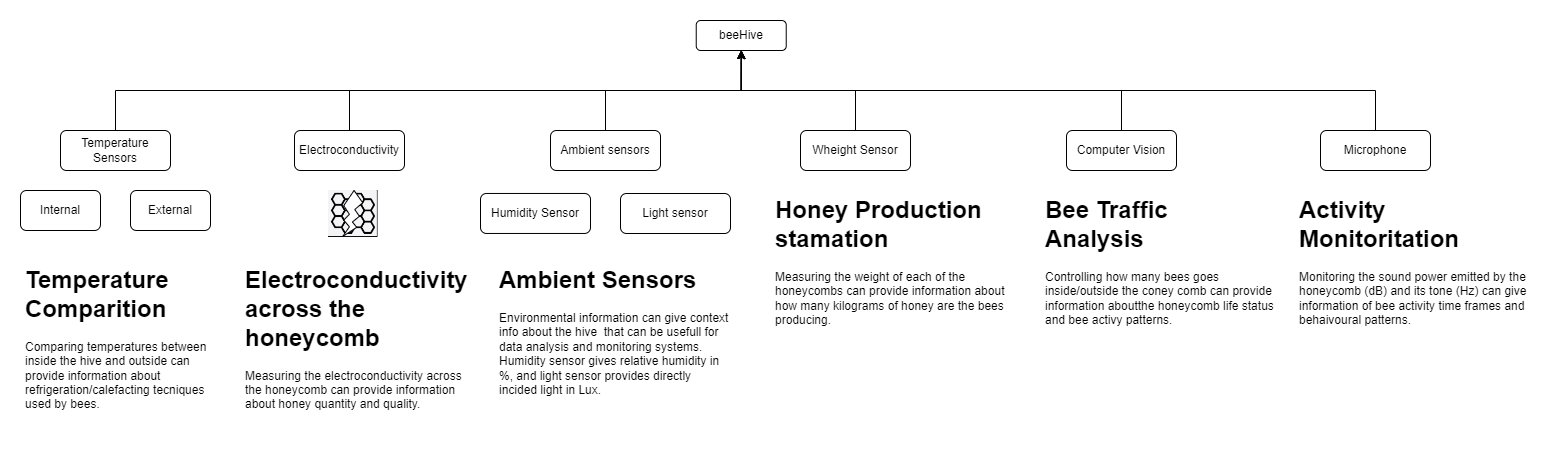 beeHive
Temperature
Sensors
Electroconductivity
Ambient sensors
Wheight Sensor
Computer Vision
Microphone
Internal
External
Humidity Sensor
Light sensor
Temperature
Comparition
Comparing temperatures between
inside the hive and outside can
provide information about
refrigeration/calefacting tecniques
used by bees.
Electroconductivity
across the
honeycomb
Measuring the electroconductivity across
the honeycomb can provide information
about honey quantity and quality.
Ambient Sensors
Environmental information can give context
info about the hive  that can be usefull for
data analysis and monitoring systems.
Humidity sensor gives relative humidity in
%, and light sensor provides directly
incided light in Lux.
Honey Production
stamation
Measuring the weight of each of the
honeycombs can provide information about
how many kilograms of honey are the bees
producing.
Bee Traffic
Analysis
Controlling how many bees goes
inside/outside the coney comb can provide
information aboutthe honeycomb life status
and bee activy patterns.
Activity
Monitoritation
Monitoring the sound power emitted by the
honeycomb (dB) and its tone (Hz) can give
information of bee activity time frames and
behaivoural patterns.